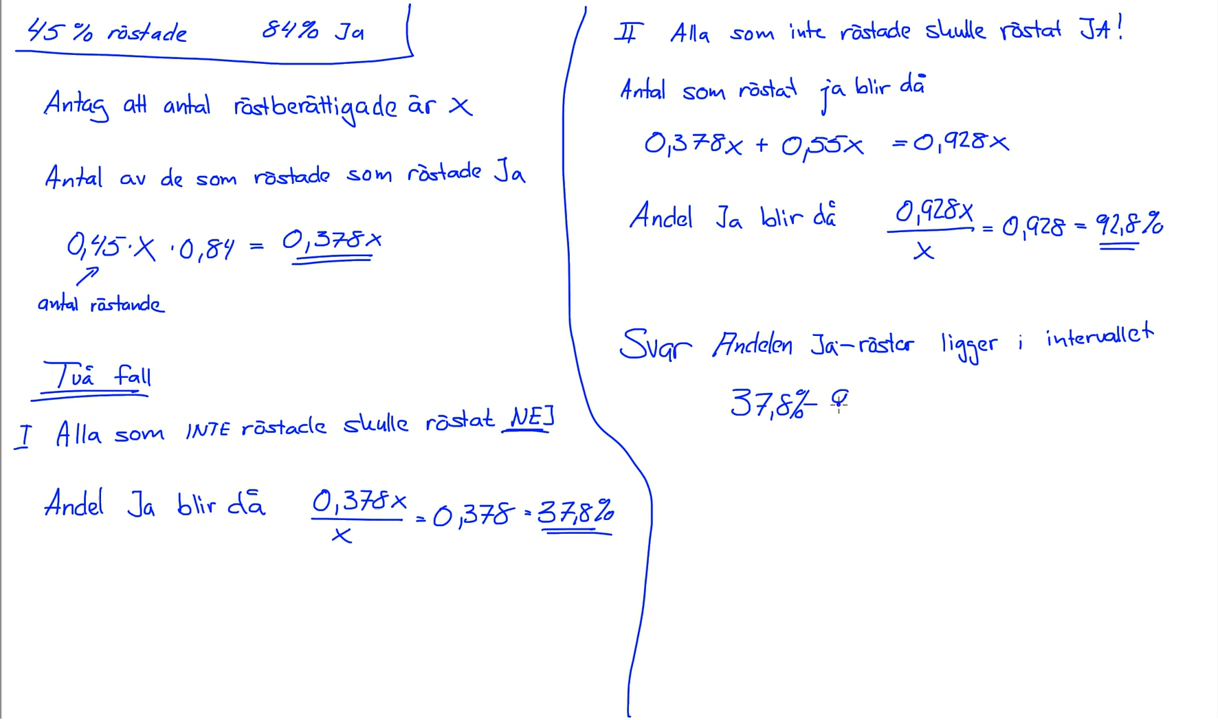 45 % röstade 84% Ja
Antag att antal röstberättigade är x
Antal av de som röstade som röstade Ja
0,45·x·0,84 = 0,378x
antal röstande
Två fall
I Alla som INTE röstade skulle röstat NEJ
Andel Ja blir då 0,378x/x = 0,378 = 37,8%
II Alla som inte röstade skulle röstat JA!
Antal som röstat ja blir då
0,378x + 0,55x = 0,928x
Andel Ja blir då 0,928x/x = 0,928 = 92,8%
Svar Andelen Ja-röster ligger i intervallet
37,8% - 9